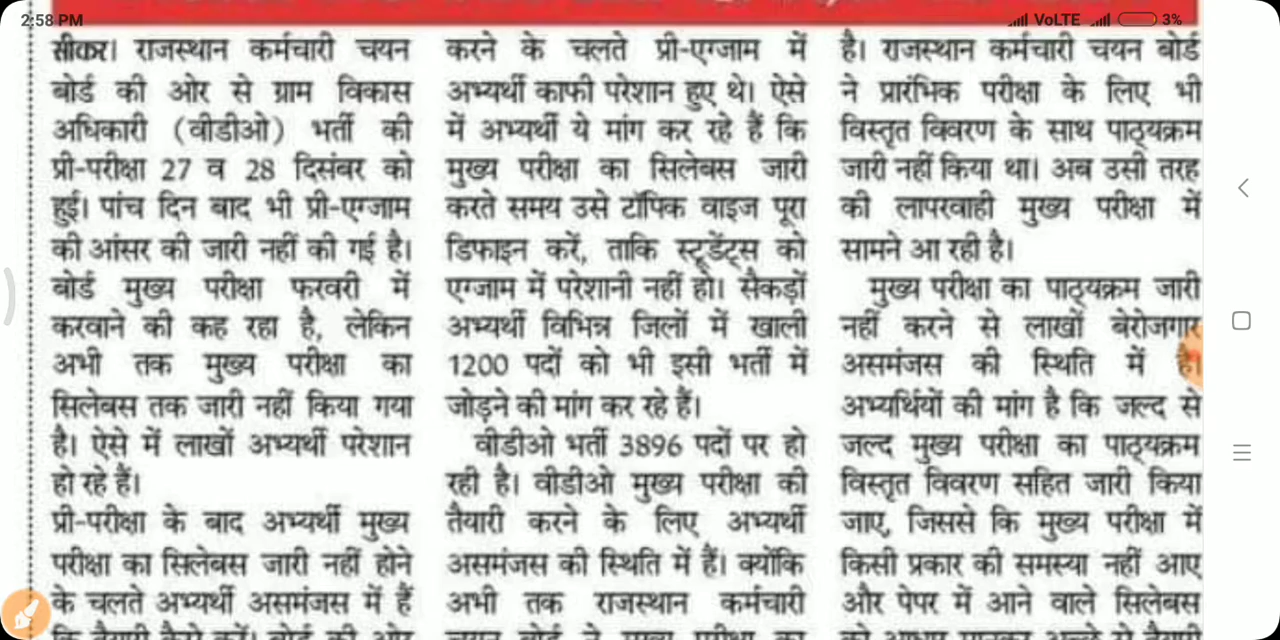 2:58 PM
VoLTE 3%
सीकर। राजस्थान कर्मचारी चयन
बोर्ड की ओर से ग्राम विकास
अधिकारी (वीडीओ) भर्ती की
प्री-परीक्षा 27 व 28 दिसंबर को
हुई। पांच दिन बाद भी प्री-एग्जाम
की आंसर की जारी नहीं की गई है।
बोर्ड मुख्य परीक्षा फरवरी में
करवाने की कह रहा है, लेकिन
अभी तक मुख्य परीक्षा का
सिलेबस तक जारी नहीं किया गया
है। ऐसे में लाखों अभ्यर्थी परेशान
हो रहे हैं।
प्री-परीक्षा के बाद अभ्यर्थी मुख्य
परीक्षा का सिलेबस जारी नहीं होने
के चलते अभ्यर्थी असमंजस में हैं
करने के चलते प्री-एग्जाम में
अभ्यर्थी काफी परेशान हुए थे। ऐसे
में अभ्यर्थी ये मांग कर रहे हैं कि
मुख्य परीक्षा का सिलेबस जारी
करते समय उसे टॉपिक वाइज पूरा
डिफाइन करें, ताकि स्टूडेंट्स को
एग्जाम में परेशानी नहीं हो। सैकड़ों
अभ्यर्थी विभिन्न जिलों में खाली
1200 पदों को भी इसी भर्ती में
जोड़ने की मांग कर रहे हैं।
वीडीओ भर्ती 3896 पदों पर हो
रही है। वीडीओ मुख्य परीक्षा की
तैयारी करने के लिए अभ्यर्थी
असमंजस की स्थिति में हैं। क्योंकि
अभी तक राजस्थान कर्मचारी
है। राजस्थान कर्मचारी चयन बोर्ड
ने प्रारंभिक परीक्षा के लिए भी
विस्तृत विवरण के साथ पाठ्यक्रम
जारी नहीं किया था। अब उसी तरह
की लापरवाही मुख्य परीक्षा में
सामने आ रही है।
मुख्य परीक्षा का पाठ्यक्रम जारी
नहीं करने से लाखों बेरोजगार
असमंजस की स्थिति में है।
अभ्यर्थियों की मांग है कि जल्द से
जल्द मुख्य परीक्षा का पाठ्यक्रम
विस्तृत विवरण सहित जारी किया
जाए, जिससे कि मुख्य परीक्षा में
किसी प्रकार की समस्या नहीं आए
और पेपर में आने वाले सिलेबस